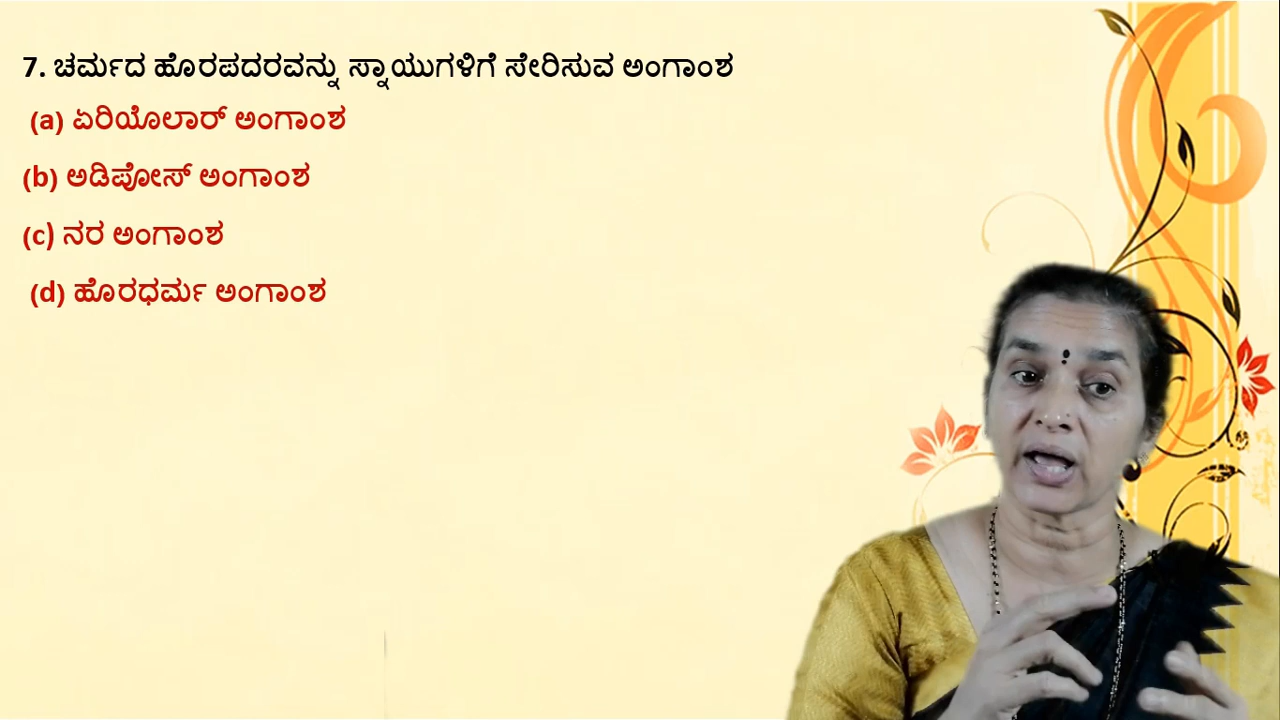 7. ಚರ್ಮದ ಹೊರಪದರವನ್ನು ಸ್ನಾಯುಗಳಿಗೆ ಸೇರಿಸುವ ಅಂಗಾಂಶ
(a) ಏರಿಯೊಲಾರ್ ಅಂಗಾಂಶ
(b) ಅಡಿಪೋಸ್ ಅಂಗಾಂಶ
(c) ನರ ಅಂಗಾಂಶ
(d) ಹೊರಧರ್ಮ ಅಂಗಾಂಶ